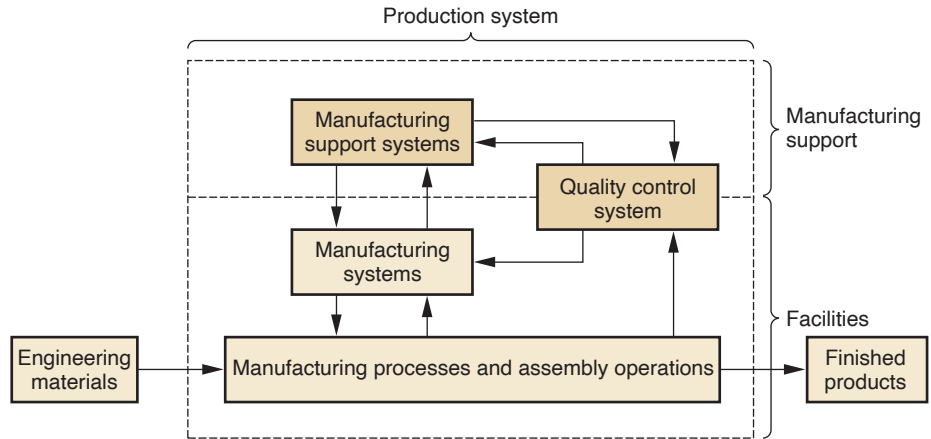 Production system
Manufacturing
support systems
Manufacturing
support
Quality control
system
Manufacturing
systems
Facilities
Engineering
materials
Manufacturing processes and assembly operations
Finished
products